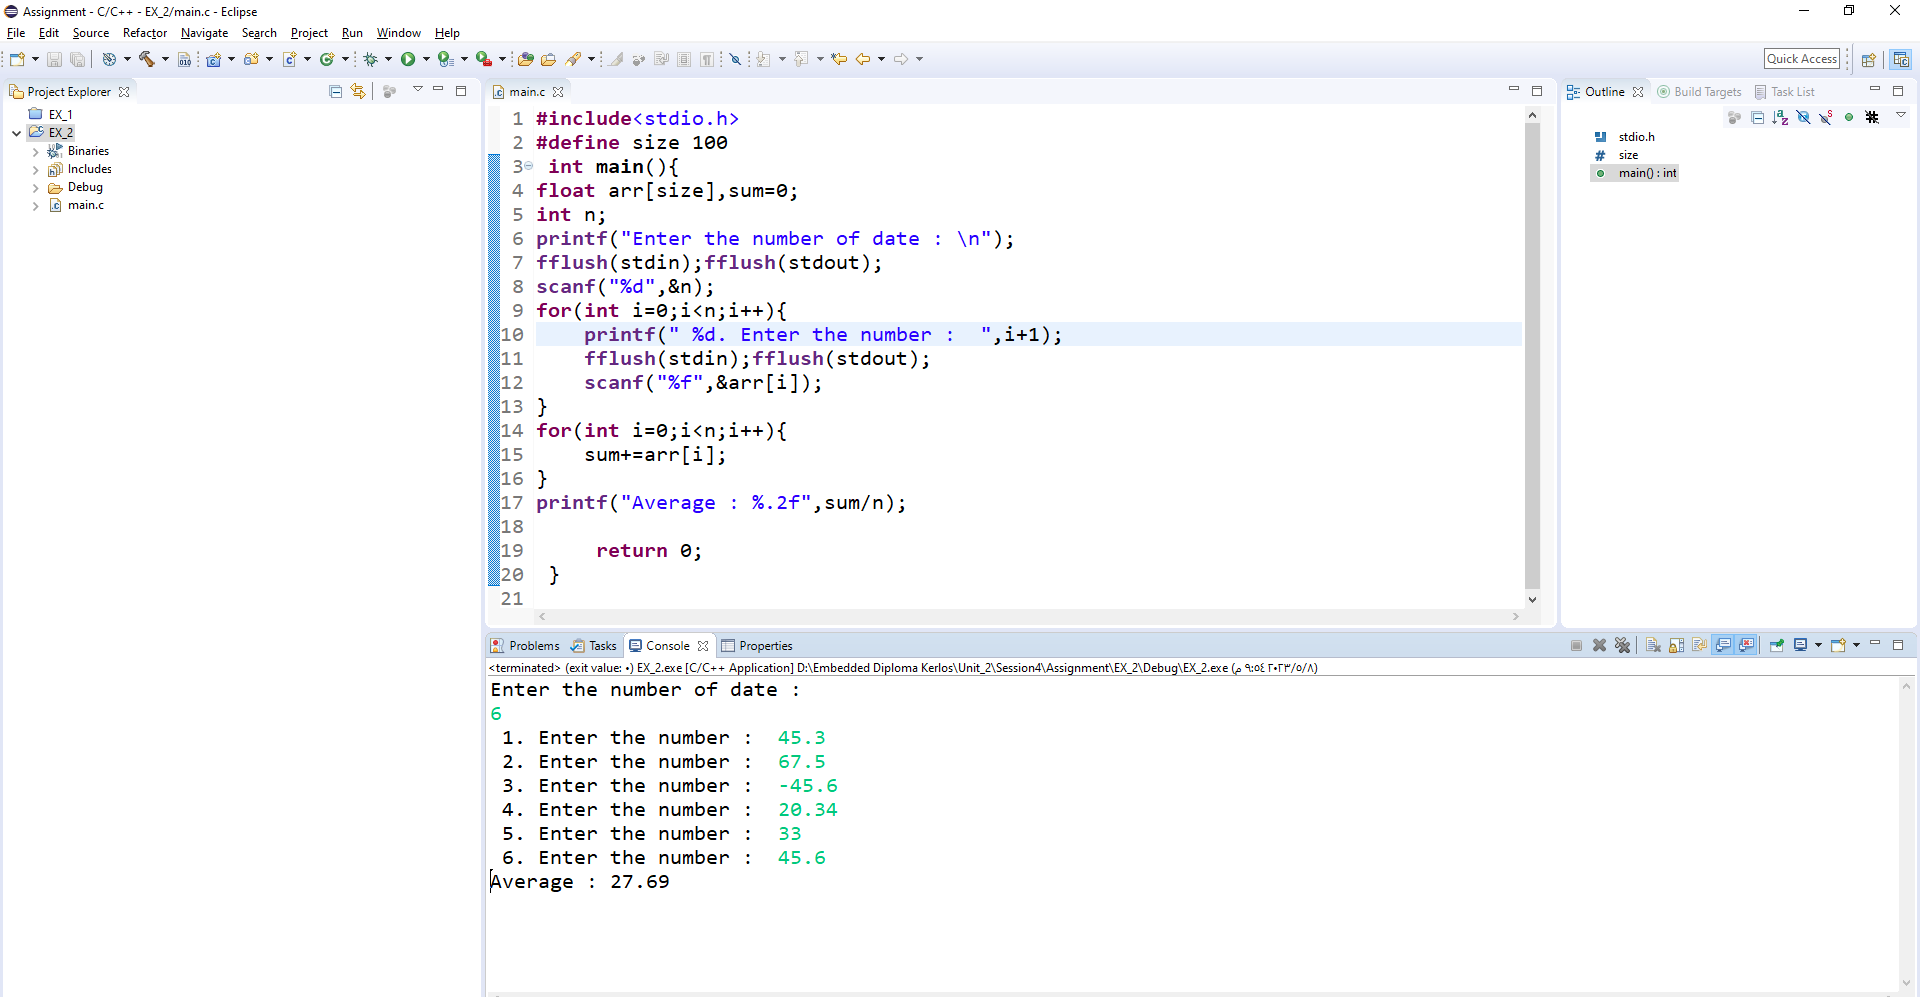 Assignment - C/C++ - EX_2/main.c - Eclipse
File Edit Source Refactor Navigate Search Project Run Window Help
Quick Access
Project Explorer
EX_1
EX_2
Binaries
Includes
Debug
main.c
main.c
1 #include<stdio.h>
2 #define size 100
3 int main(){
4 float arr[size],sum=0;
5 int n;
6 printf("Enter the number of date : \n");
7 fflush(stdin);fflush(stdout);
8 scanf("%d",&n);
9 for(int i=0;i<n;i++){
10 printf(" %d. Enter the number :  ",i+1);
11 fflush(stdin);fflush(stdout);
12 scanf("%f",&arr[i]);
13 }
14 for(int i=0;i<n;i++){
15 sum+=arr[i];
16 }
17 printf("Average : %.2f",sum/n);
18
19 return 0;
20 }
21
Outline Build Targets Task List
stdio.h
size
main() : int
Problems Tasks Console Properties
<terminated> (exit value: ٠) EX_2.exe [C/C++ Application] D:\Embedded Diploma Kerlos\Unit_2\Session4\Assignment\EX_2\Debug\EX_2.exe (٢٠٢٣/٥/٨ ٩:٥٤ م)
Enter the number of date :
6
1. Enter the number :  45.3
2. Enter the number :  67.5
3. Enter the number :  -45.6
4. Enter the number :  20.34
5. Enter the number :  33
6. Enter the number :  45.6
Average : 27.69